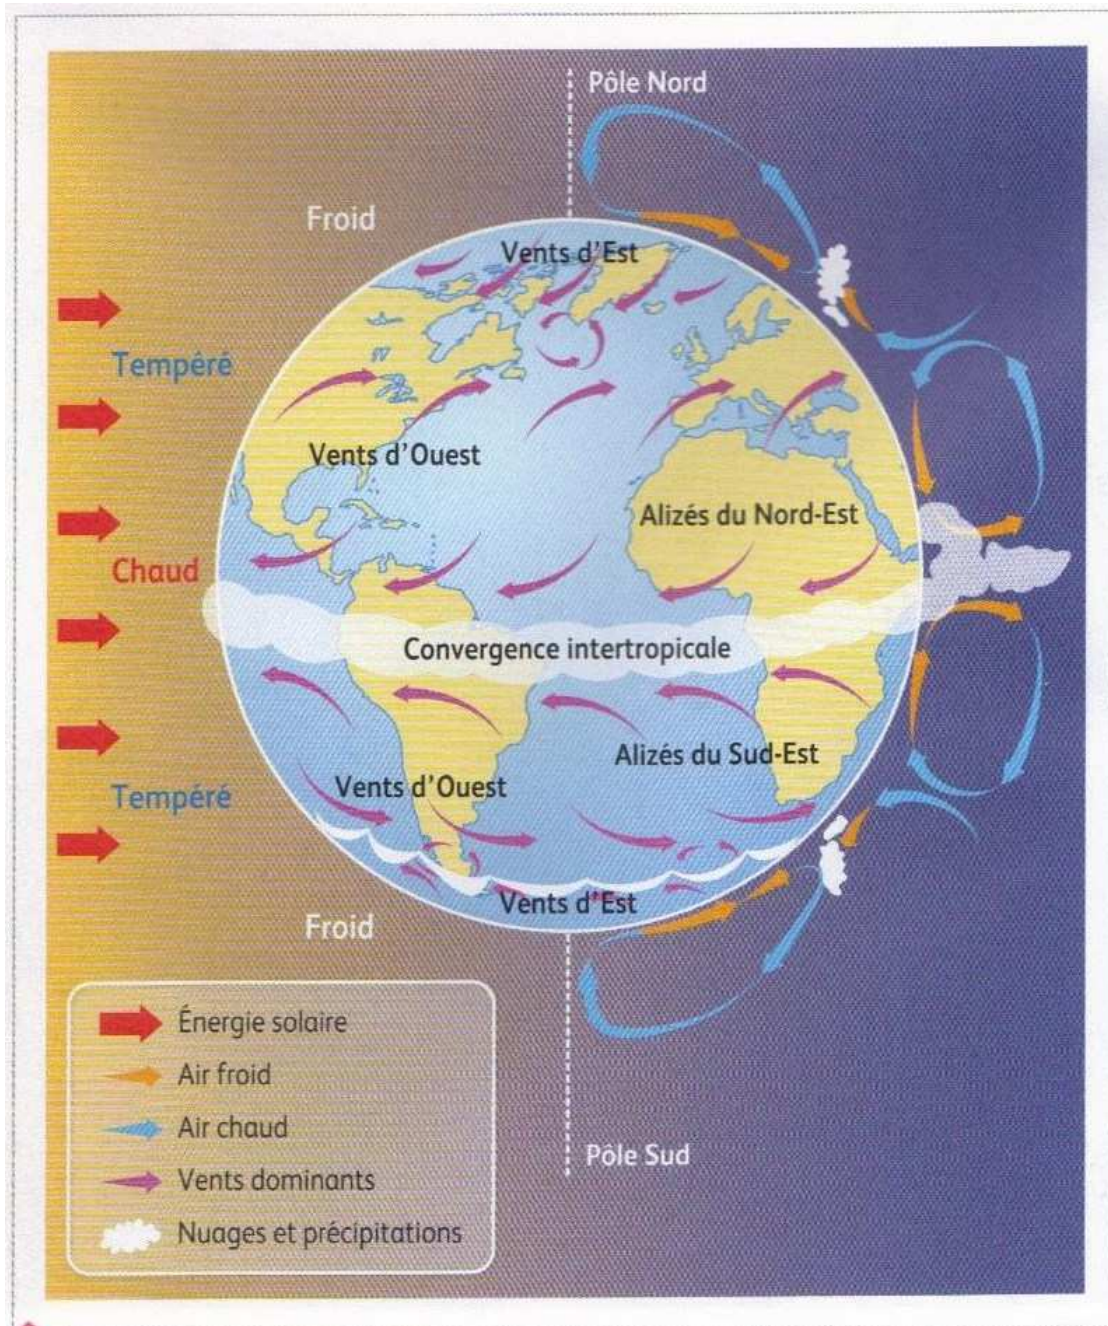 Pôle Nord
Froid
Vents d'Est
Tempéré
Vents d'Ouest
Alizés du Nord-Est
Chaud
Convergence intertropicale
Alizés du Sud-Est
Vents d'Ouest
Tempéré
Vents d'Est
Froid
Énergie solaire
Air froid
Air chaud
Vents dominants
Nuages et précipitations
Pôle Sud